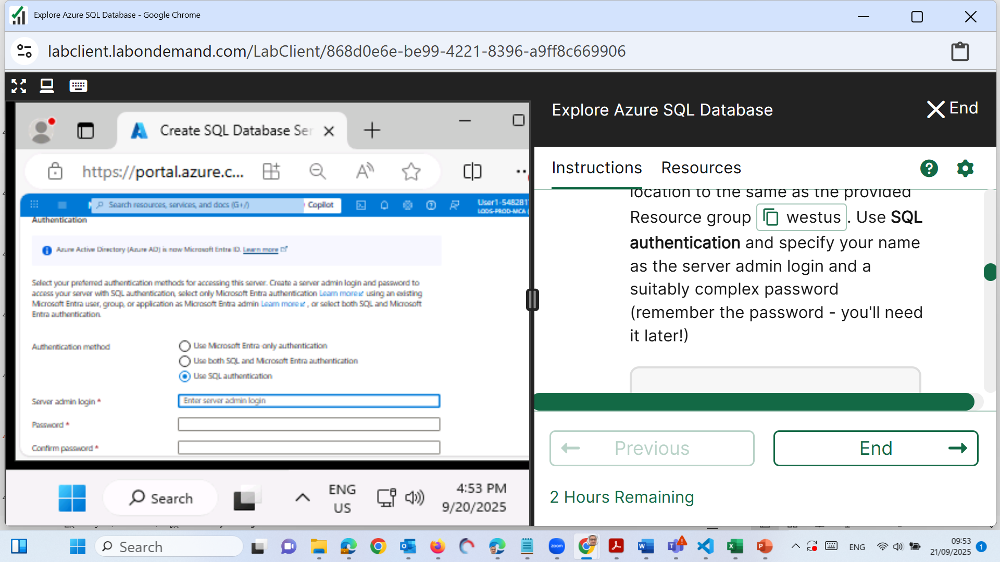 Explore Azure SQL Database - Google Chrome
labclient.labondemand.com/LabClient/868d0e6e-be99-4221-8396-a9ff8c669906
Create SQL Database Ser
https://portal.azure.c...
Search resources, services, and docs (G+/)
Copilot
User1-5482817
LODS-PROD-MCA (
Authentication
Azure Active Directory (Azure AD) is now Microsoft Entra ID. Learn more
Select your preferred authentication methods for accessing this server. Create a server admin login and password to
access your server with SQL authentication, select only Microsoft Entra authentication Learn more using an existing
Microsoft Entra user, group, or application as Microsoft Entra admin Learn more , or select both SQL and Microsoft
Entra authentication.
Authentication method
Use Microsoft Entra-only authentication
Use both SQL and Microsoft Entra authentication
Use SQL authentication
Server admin login *
Enter server admin login
Password *
Confirm password *
Search
ENG
US
4:53 PM
9/20/2025
Explore Azure SQL Database
End
Instructions
Resources
location to the same as the provided
Resource group westus . Use SQL
authentication and specify your name
as the server admin login and a
suitably complex password
(remember the password - you'll need
it later!)
Previous
End
2 Hours Remaining
Search
zoom
ENG
09:53
21/09/2025
1